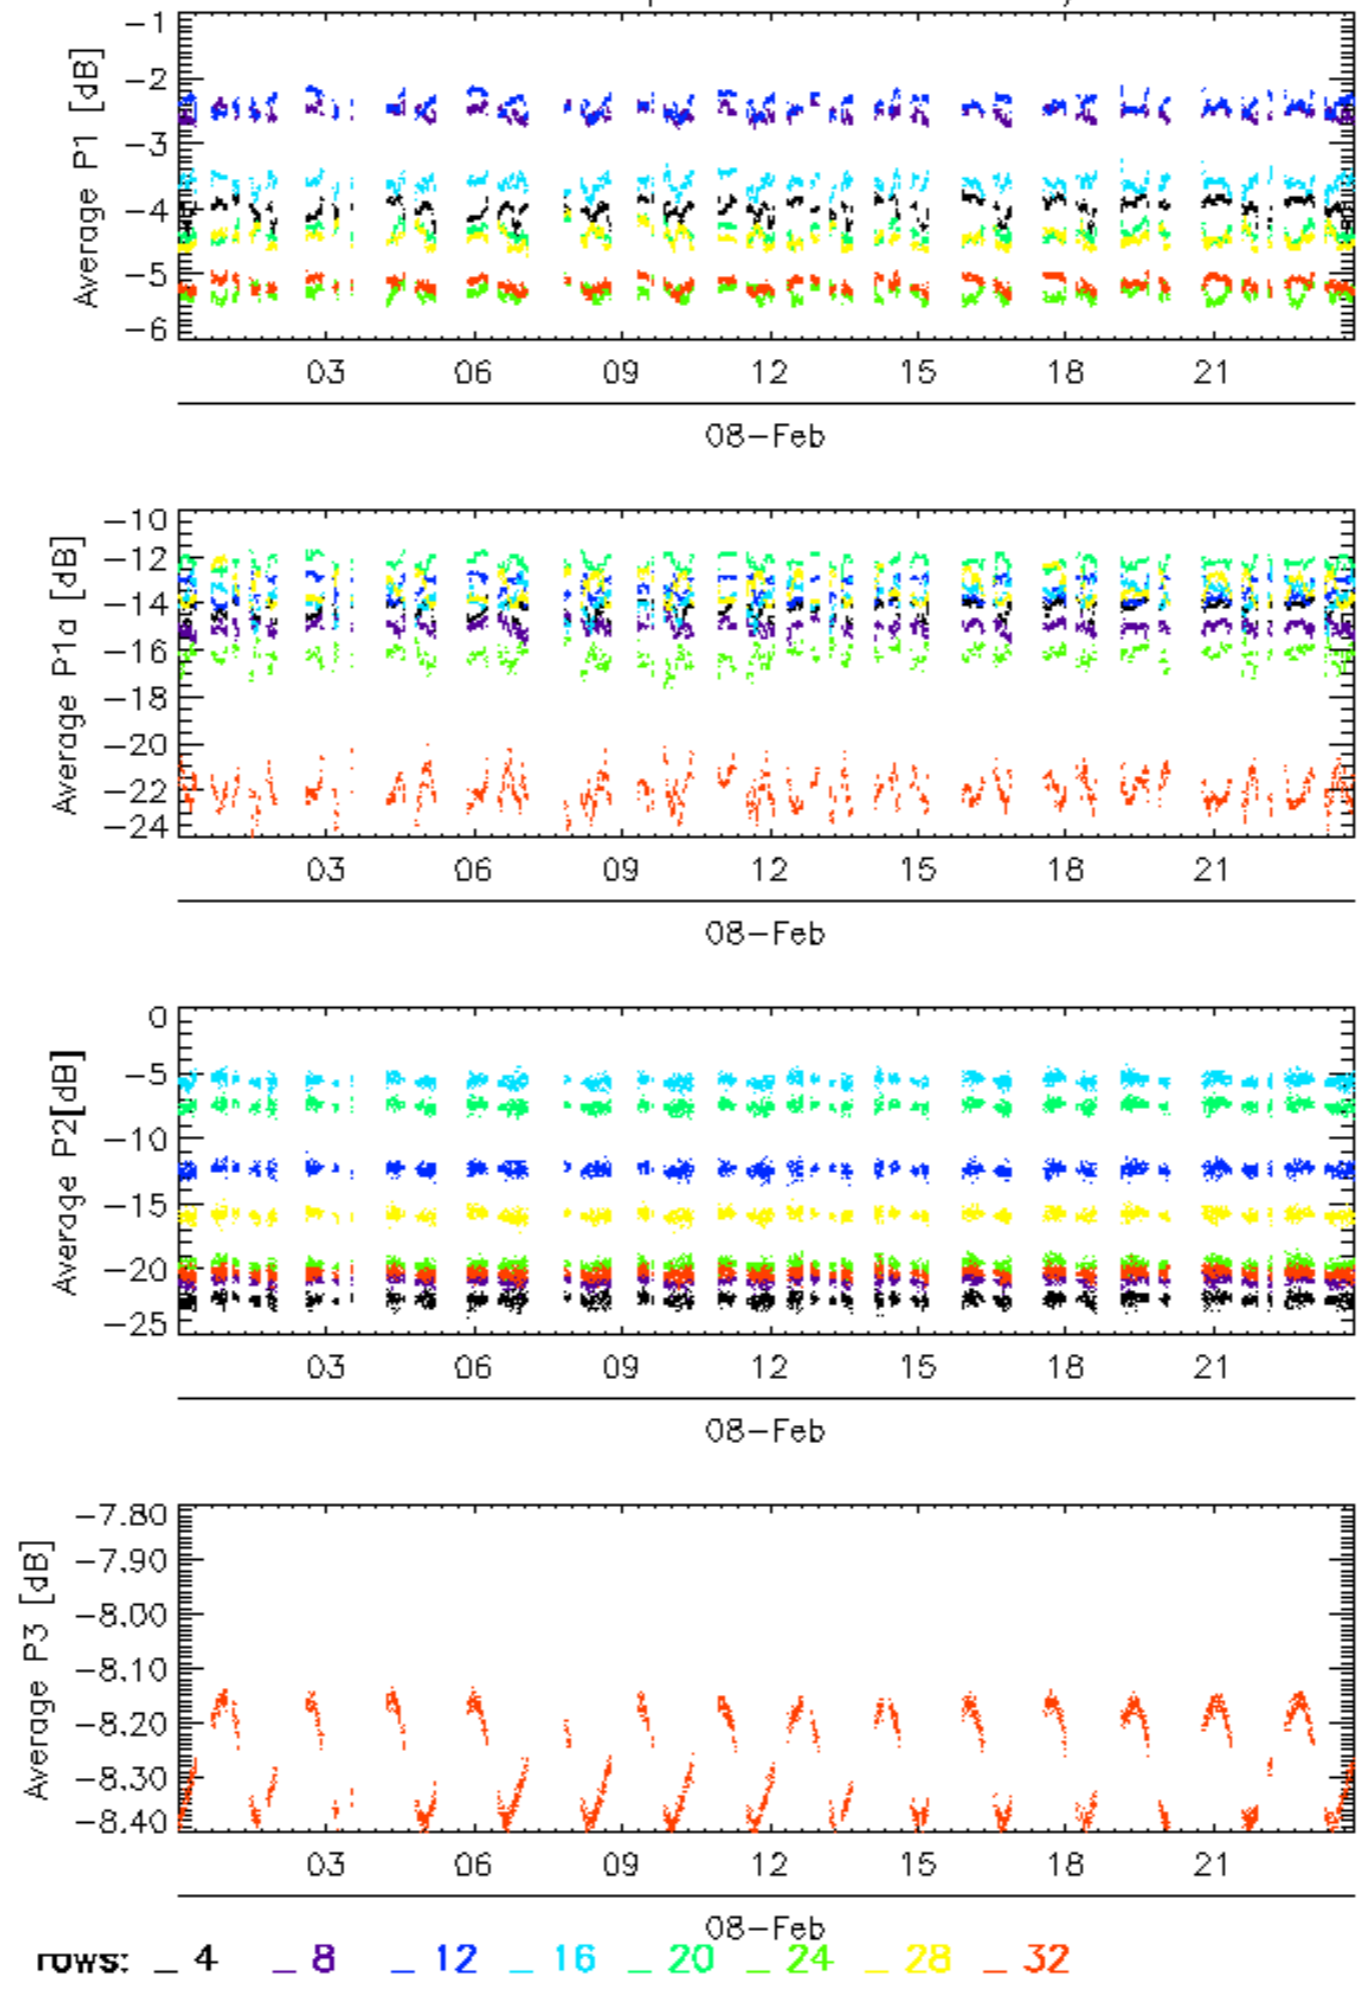 Average P1 [dB]
-1
-2
-3
-4
-5
-6
03 06 09 12 15 18 21
08-Feb
Average P1a [dB]
-10
-12
-14
-16
-18
-20
-22
-24
03 06 09 12 15 18 21
08-Feb
Average P2[dB]
0
-5
-10
-15
-20
-25
03 06 09 12 15 18 21
08-Feb
Average P3 [dB]
-7.80
-7.90
-8.00
-8.10
-8.20
-8.30
-8.40
03 06 09 12 15 18 21
08-Feb
rows: _ 4 _ 8 _ 12 _ 16 _ 20 _ 24 _ 28 _ 32